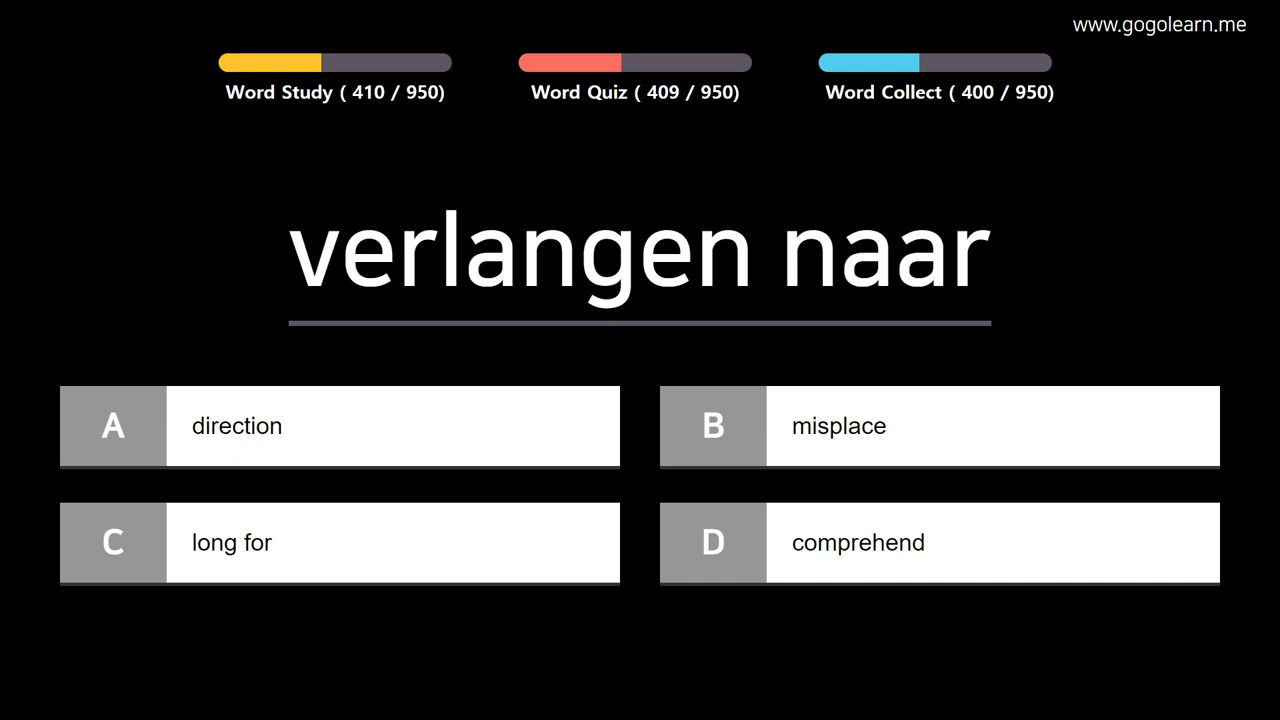 www.gogolearn.me
Word Study ( 410 / 950)
Word Quiz ( 409 / 950)
Word Collect ( 400 / 950)
verlangen naar
A direction
B misplace
C long for
D comprehend